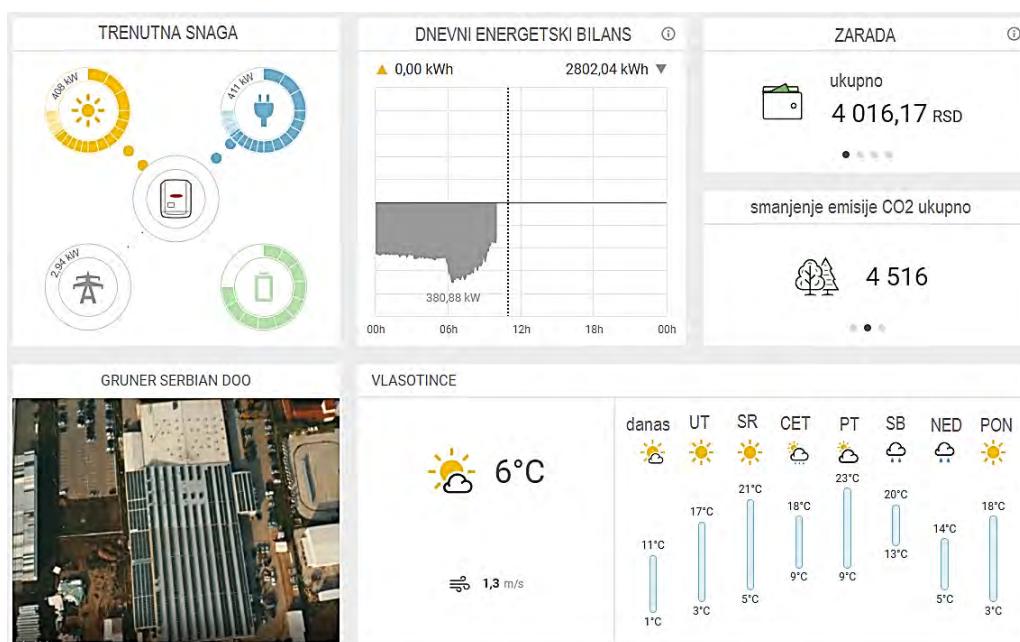 TRENUTNA SNAGA
408 kW
411 kW
2,94 kW
DNEVNI ENERGETSKI BILANS
0,00 kWh
2802,04 kWh
380,88 kW
00h 06h 12h 18h 00h
ZARADA
ukupno
4 016,17 RSD
smanjenje emisije CO2 ukupno
4 516
GRUNER SERBIAN DOO
VLASOTINCE
6°C
1,3 m/s
danas UT SR CET PT SB NED PON
11°C 17°C 21°C 18°C 23°C 20°C 14°C 18°C
1°C 3°C 5°C 9°C 9°C 13°C 5°C 3°C